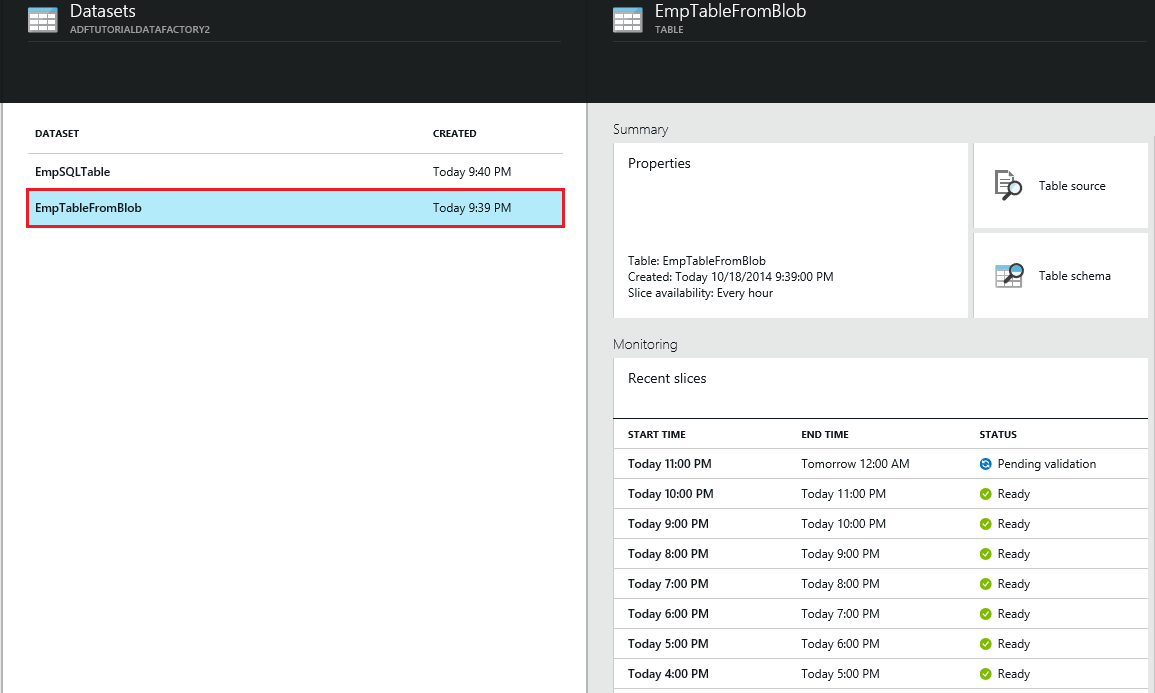 Datasets
ADFTUTORIALDATAFACTORY2
DATASET CREATED
EmpSQLTable Today 9:40 PM
EmpTableFromBlob Today 9:39 PM
EmpTableFromBlob
TABLE
Summary
Properties
Table: EmpTableFromBlob
Created: Today 10/18/2014 9:39:00 PM
Slice availability: Every hour
Table source
Table schema
Monitoring
Recent slices
START TIME END TIME STATUS
Today 11:00 PM Tomorrow 12:00 AM Pending validation
Today 10:00 PM Today 11:00 PM Ready
Today 9:00 PM Today 10:00 PM Ready
Today 8:00 PM Today 9:00 PM Ready
Today 7:00 PM Today 8:00 PM Ready
Today 6:00 PM Today 7:00 PM Ready
Today 5:00 PM Today 6:00 PM Ready
Today 4:00 PM Today 5:00 PM Ready